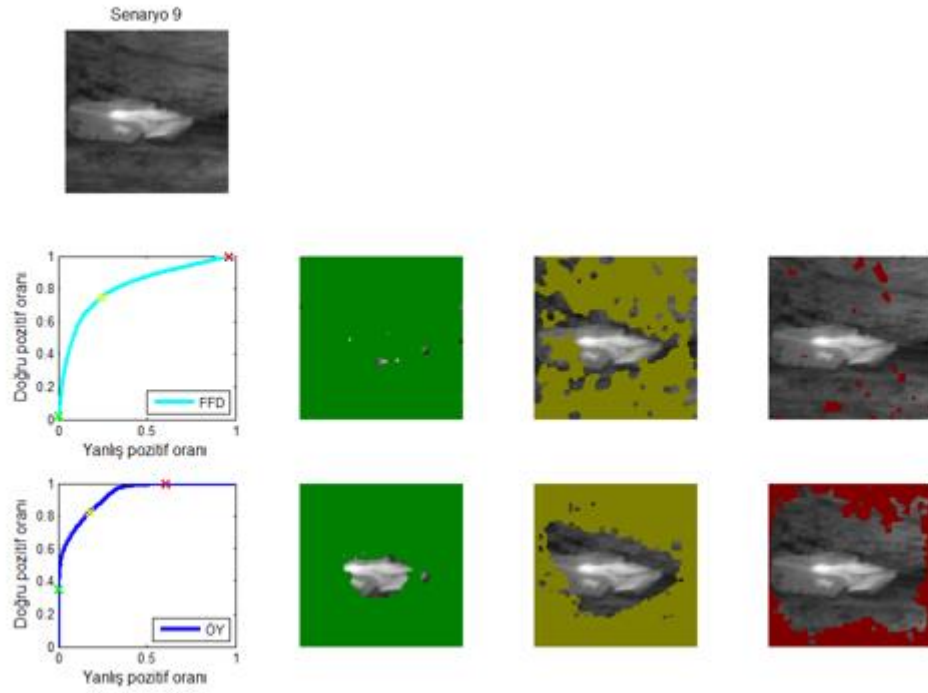 Senaryo 9
1
0.8
0.6
0.4
0.2
0
Doğru pozitif oranı
FFD
0 0.5 1
Yanlış pozitif oranı
1
0.8
0.6
0.4
0.2
0
Doğru pozitif oranı
ÖY
0 0.5 1
Yanlış pozitif oranı